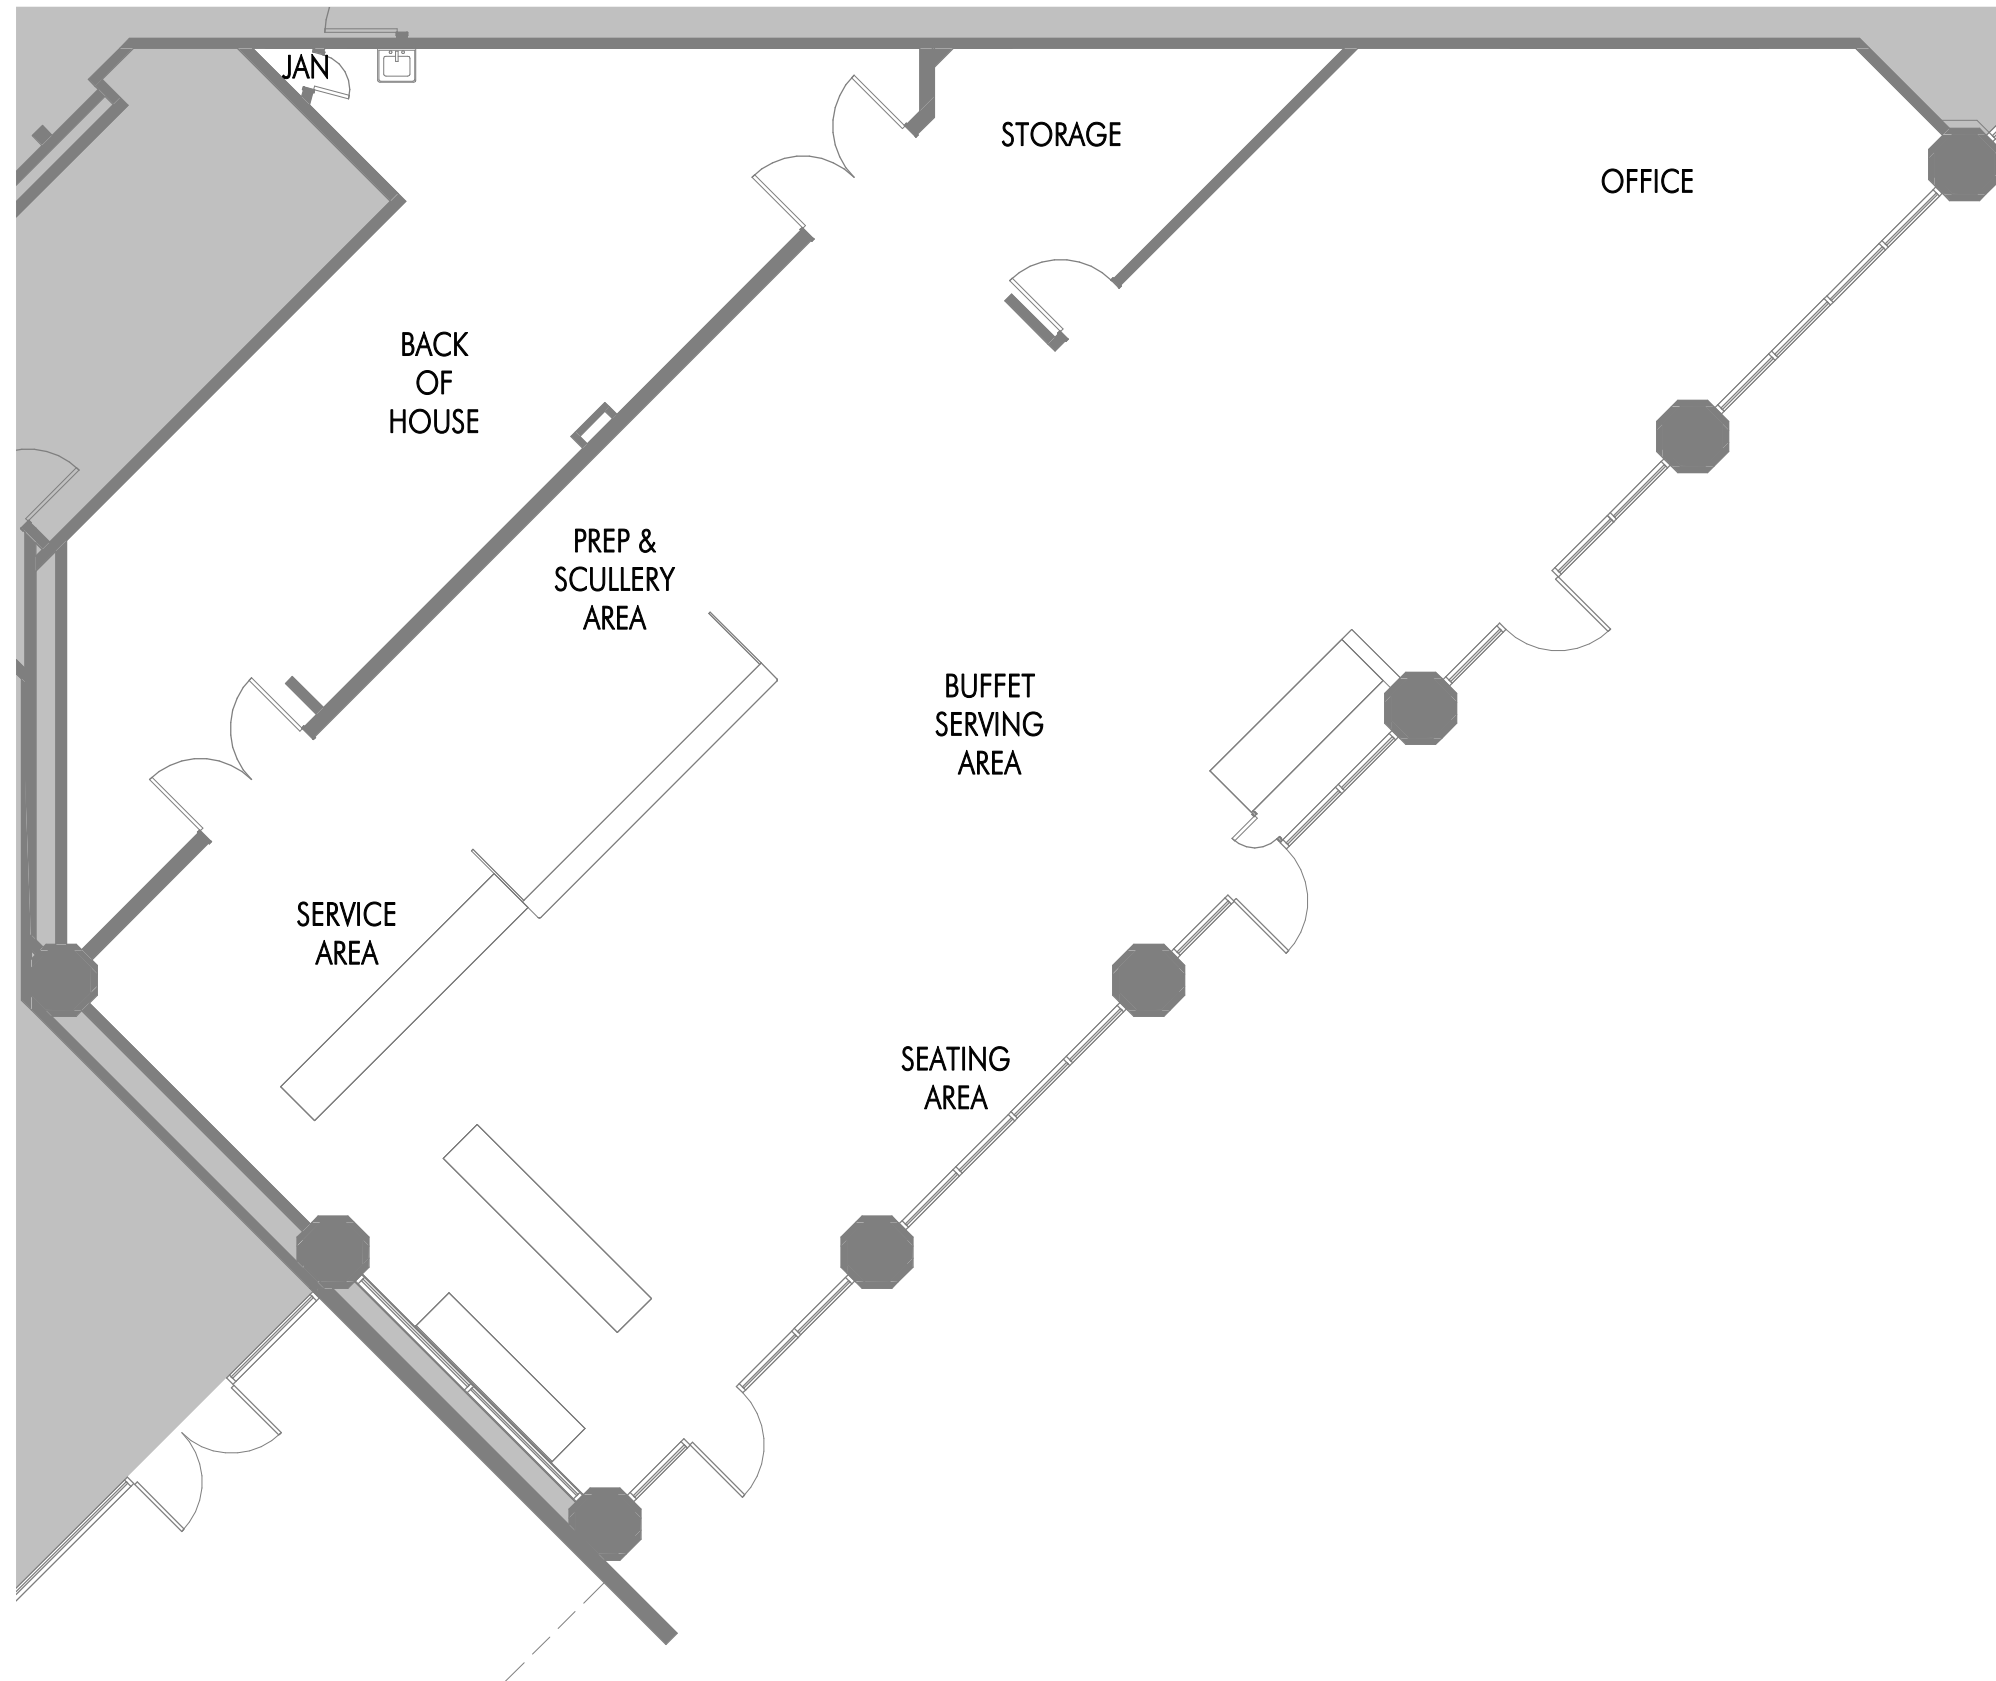 JAN
STORAGE
OFFICE
BACK
OF
HOUSE
PREP &
SCULLERY
AREA
BUFFET
SERVING
AREA
SERVICE
AREA
SEATING
AREA